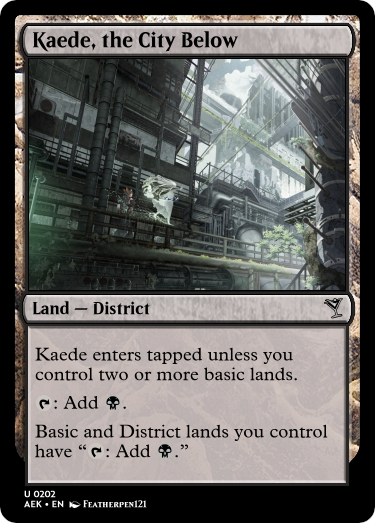 Kaede, the City Below
Land — District
Kaede enters tapped unless you
control two or more basic lands.
: Add .
Basic and District lands you control
have “: Add .”
U 0202
AEK • EN Featherpen121